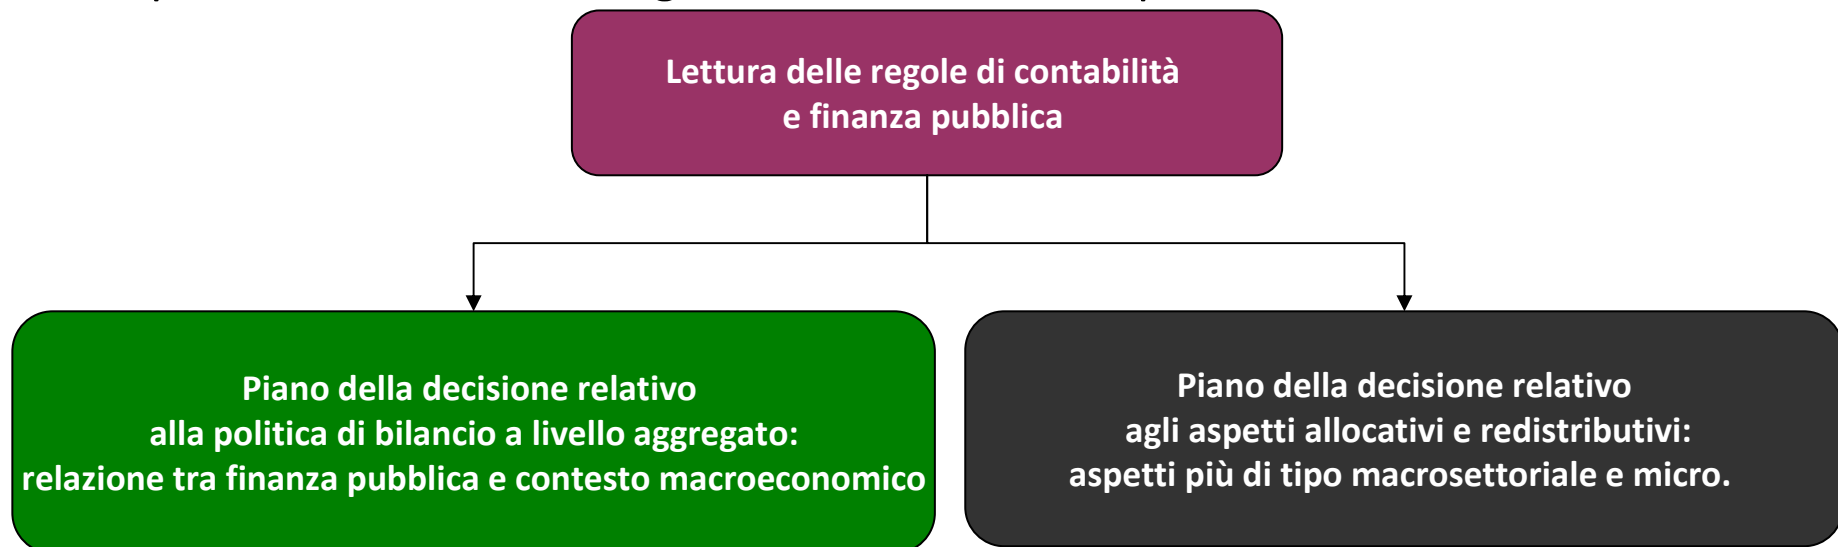 Lettura delle regole di contabilità
e finanza pubblica
Piano della decisione relativo
alla politica di bilancio a livello aggregato:
relazione tra finanza pubblica e contesto macroeconomico
Piano della decisione relativo
agli aspetti allocativi e redistributivi:
aspetti più di tipo macrosettoriale e micro.